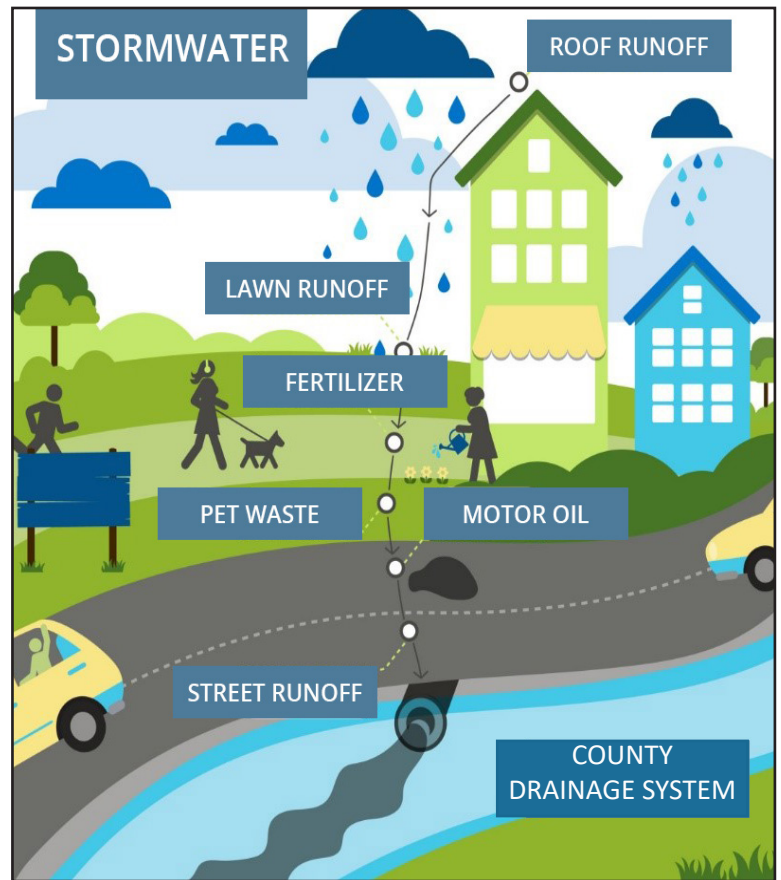 STORMWATER
ROOF RUNOFF
LAWN RUNOFF
FERTILIZER
PET WASTE
MOTOR OIL
STREET RUNOFF
COUNTY
DRAINAGE SYSTEM